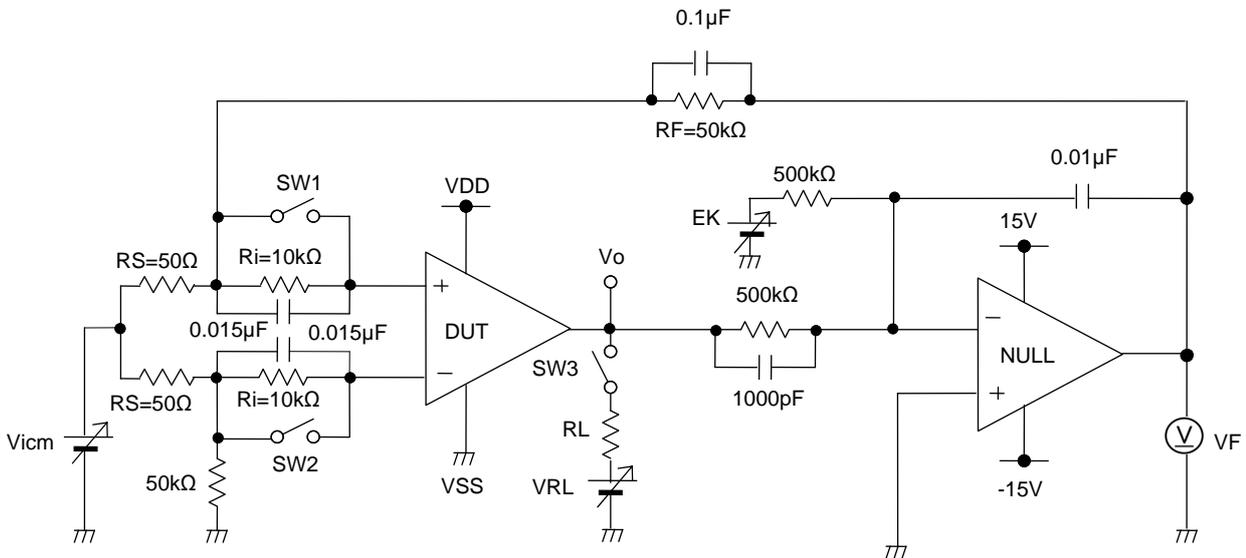 0.1µF
RF=50kΩ
0.01µF
500kΩ
SW1
VDD
EK
15V
Vo
RS=50Ω
Ri=10kΩ
500kΩ
+
−
0.015µF
0.015µF
DUT
NULL
SW3
−
+
RS=50Ω
Ri=10kΩ
1000pF
Vicm
SW2
RL
V
VF
50kΩ
VSS
VRL
-15V